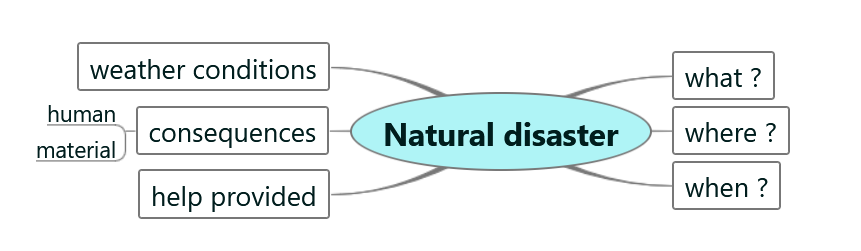 weather conditions
human
material
consequences
help provided
Natural disaster
what ?
where ?
when ?